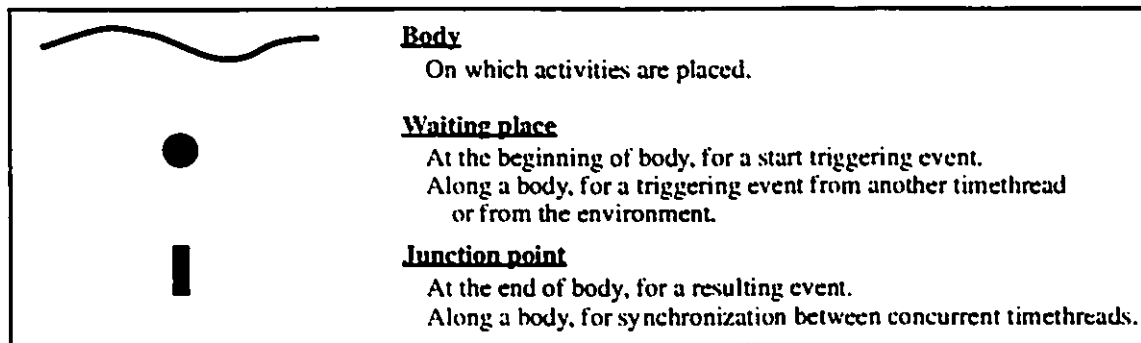 Body
On which activities are placed.
Waiting place
At the beginning of body, for a start triggering event.
Along a body, for a triggering event from another timethread
or from the environment.
Junction point
At the end of body, for a resulting event.
Along a body, for synchronization between concurrent timethreads.